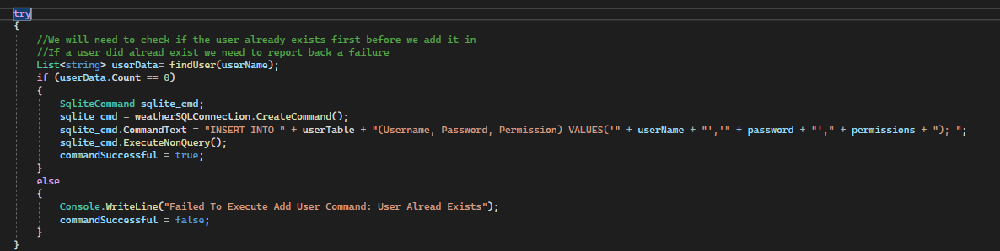 try
{
//We will need to check if the user already exists first before we add it in
//If a user did alread exist we need to report back a failure
List<string> userData= findUser(userName);
if (userData.Count == 0)
{
SqliteCommand sqlite_cmd;
sqlite_cmd = weatherSQLConnection.CreateCommand();
sqlite_cmd.CommandText = "INSERT INTO " + userTable + "(Username, Password, Permission) VALUES('" + userName + "','" + password + "'," + permissions + "); ";
sqlite_cmd.ExecuteNonQuery();
commandSuccessful = true;
}
else
{
Console.WriteLine("Failed To Execute Add User Command: User Alread Exists");
commandSuccessful = false;
}
}